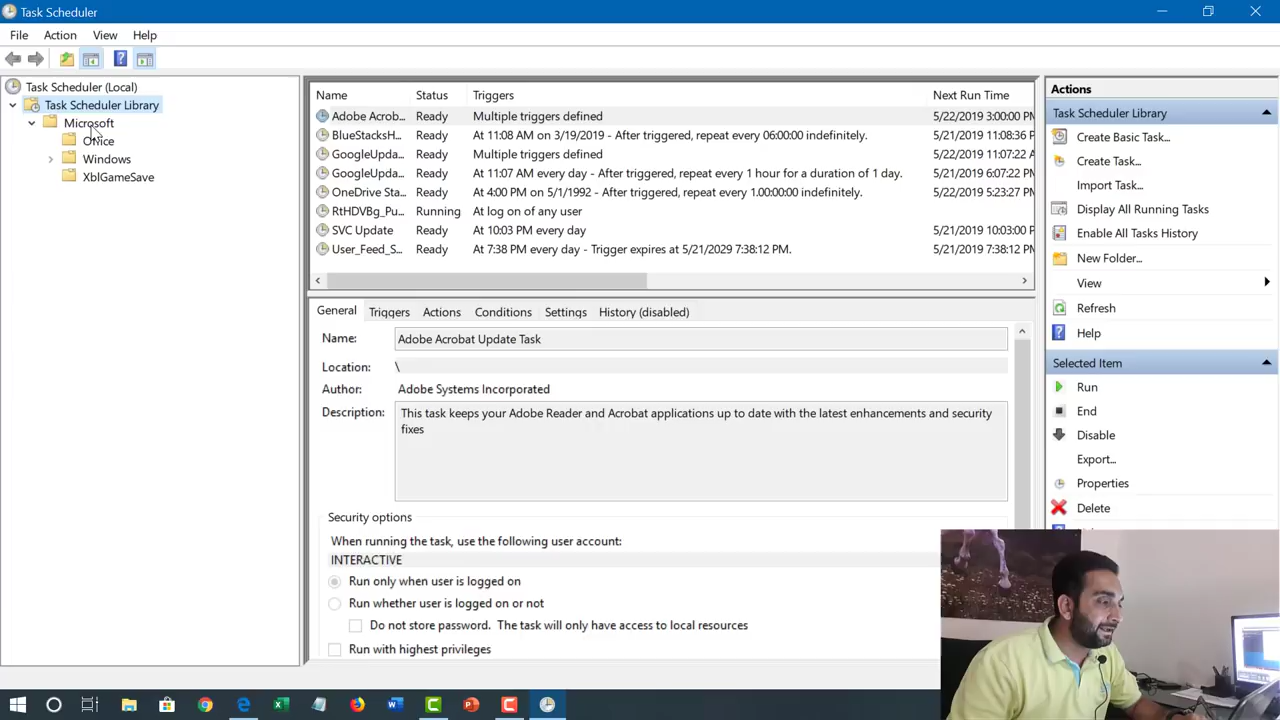 Task Scheduler
File Action View Help
Task Scheduler (Local)
Task Scheduler Library
Microsoft
Office
Windows
XblGameSave
Name Status Triggers Next Run Time
Adobe Acrob... Ready Multiple triggers defined 5/22/2019 3:00:00 P
BlueStacksH... Ready At 11:08 AM on 3/19/2019 - After triggered, repeat every 06:00:00 indefinitely. 5/21/2019 11:08:36
GoogleUpda... Ready Multiple triggers defined 5/22/2019 11:07:22
GoogleUpda... Ready At 11:07 AM every day - After triggered, repeat every 1 hour for a duration of 1 day. 5/21/2019 6:07:22 P
OneDrive Sta... Ready At 4:00 PM on 5/1/1992 - After triggered, repeat every 1.00:00:00 indefinitely. 5/22/2019 5:23:27 P
RtHDVBg_Pu... Running At log on of any user
SVC Update Ready At 10:03 PM every day 5/21/2019 10:03:00
User_Feed_S... Ready At 7:38 PM every day - Trigger expires at 5/21/2029 7:38:12 PM. 5/21/2019 7:38:12 P
General Triggers Actions Conditions Settings History (disabled)
Name: Adobe Acrobat Update Task
Location: \
Author: Adobe Systems Incorporated
Description: This task keeps your Adobe Reader and Acrobat applications up to date with the latest enhancements and security
fixes
Security options
When running the task, use the following user account:
INTERACTIVE
Run only when user is logged on
Run whether user is logged on or not
Do not store password. The task will only have access to local resources
Run with highest privileges
Actions
Task Scheduler Library
Create Basic Task...
Create Task...
Import Task...
Display All Running Tasks
Enable All Tasks History
New Folder...
View
Refresh
Help
Selected Item
Run
End
Disable
Export...
Properties
Delete